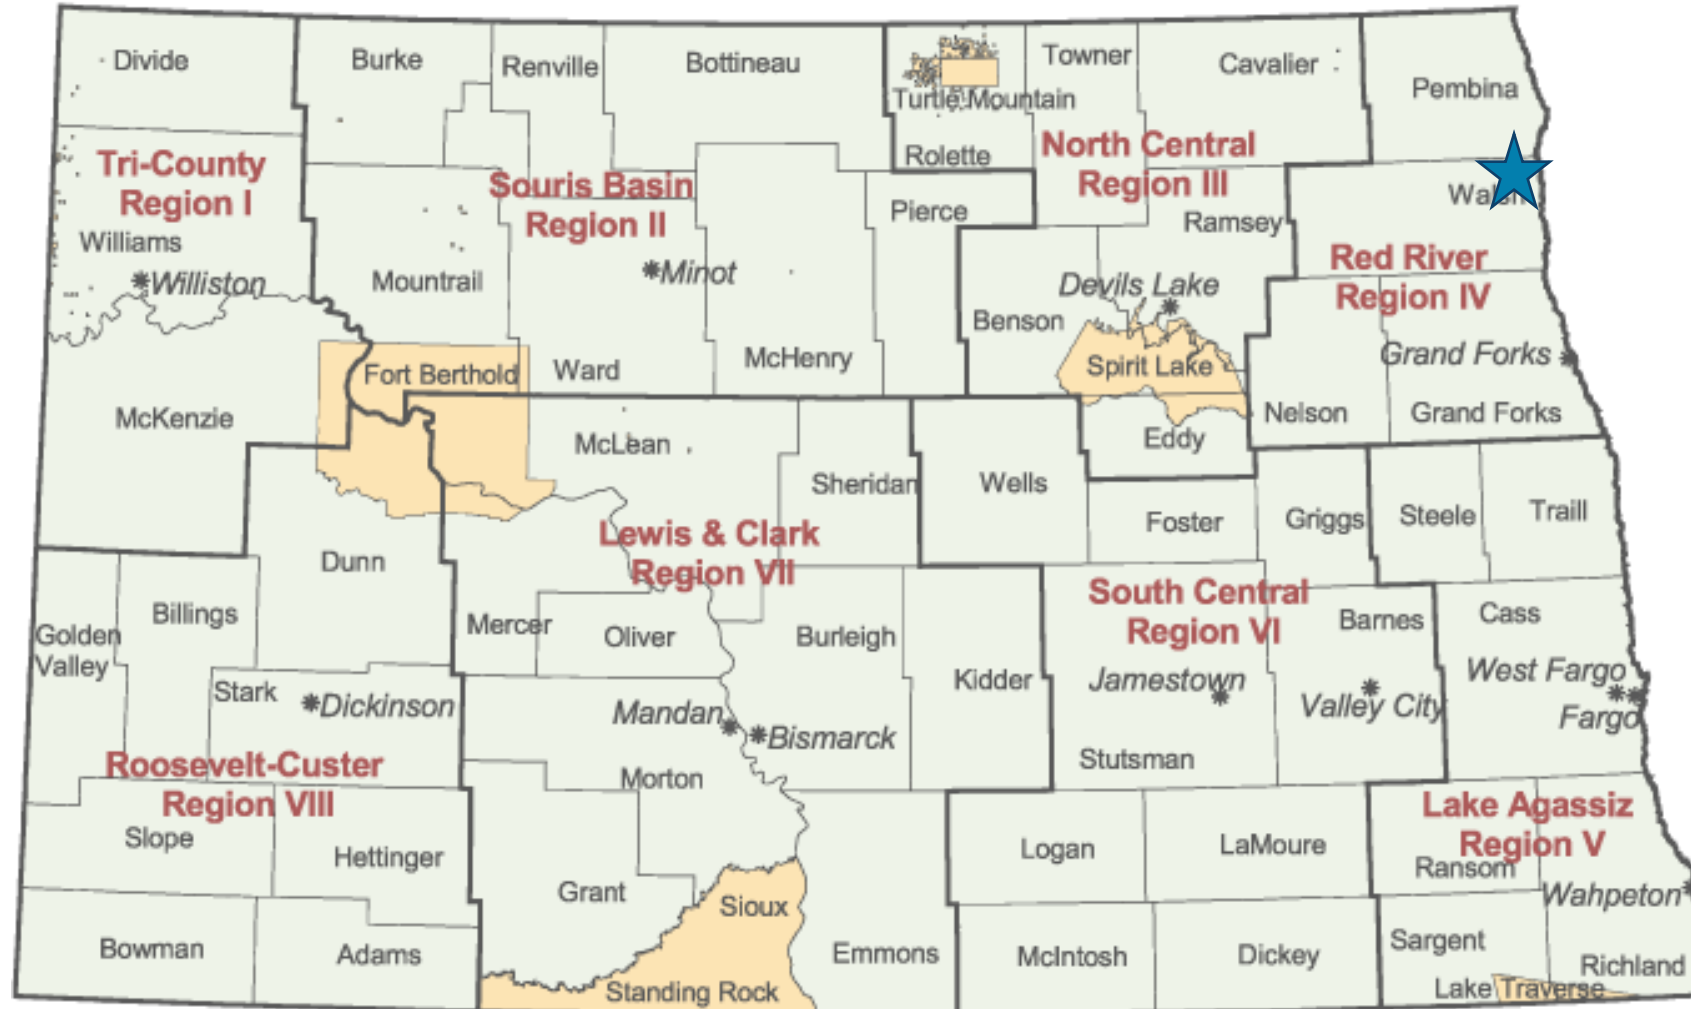 Divide
Burke
Renville
Bottineau
Towner
Cavalier
Pembina
Turtle Mountain
Rolette
Tri-County
Region I
Souris Basin
Region II
North Central
Region III
Walsh
Pierce
Ramsey
Williams
Williston
Mountrail
Minot
Devils Lake
Red River
Region IV
Benson
Grand Forks
Fort Berthold
Ward
McHenry
Spirit Lake
McKenzie
Nelson
Grand Forks
McLean
Eddy
Sheridan
Wells
Foster
Griggs
Steele
Traill
Lewis & Clark
Region VII
Dunn
South Central
Region VI
Billings
Golden
Valley
Mercer
Oliver
Burleigh
Barnes
Cass
West Fargo
Kidder
Jamestown
Stark
Dickinson
Mandan
Bismarck
Valley City
Fargo
Roosevelt-Custer
Region VIII
Morton
Stutsman
Lake Agassiz
Region V
Slope
Hettinger
Logan
LaMoure
Ransom
Grant
Sioux
Wahpeton
Bowman
Adams
Emmons
McIntosh
Dickey
Sargent
Richland
Standing Rock
Lake Traverse